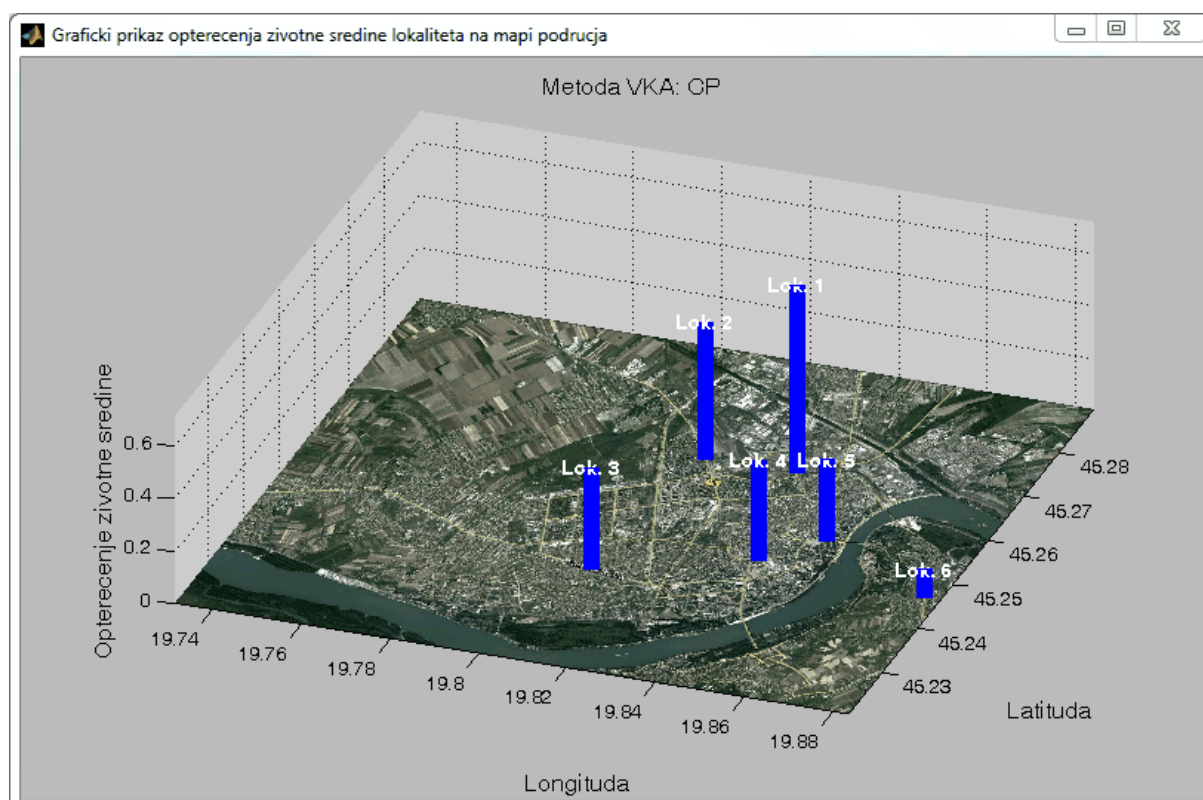 Graficki prikaz opterecenja zivotne sredine lokaliteta na mapi podrucja
Metoda VKA: CP
Lok. 1
Lok. 2
Lok. 3
Lok. 4
Lok. 5
Lok. 6
Opterecenje zivotne sredine
0.6
0.4
0.2
0
19.74
19.76
19.78
19.8
19.82
19.84
19.86
19.88
Longituda
45.28
45.27
45.26
45.25
45.24
45.23
Latituda